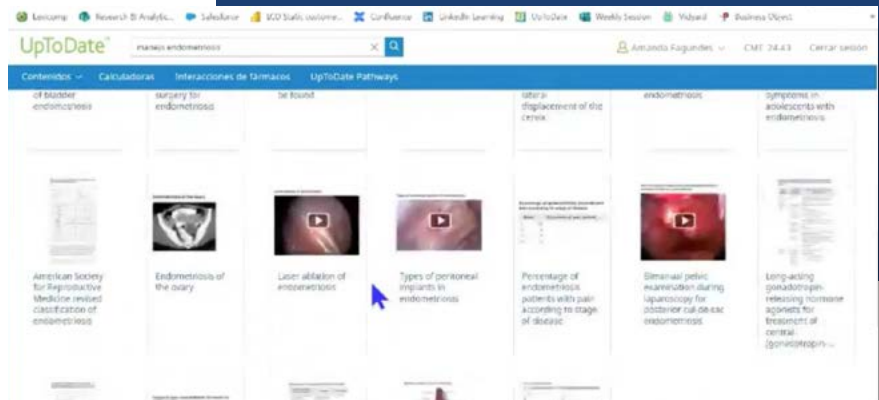 Lexicomp Research & Analytic... Salesforce Confluence LinkedIn Learning UpToDate Weekly Session Vidyard Business Object
UpToDate™ manejo endometriosis Amanda Fagundes CME 24.43 Cerrar sesión
Contenidos Calculadoras Interacciones de fármacos UpToDate Pathways
of bladder
endometriosis
surgery for
endometriosis
be found
lateral
displacement of the
cervix
endometriosis
symptoms in
adolescents with
endometriosis
American Society
for Reproductive
Medicine revised
classification of
endometriosis
Endometriosis of
the ovary
Laser ablation of
endometriosis
Types of peritoneal
implants in
endometriosis
Percentage of
endometriosis
patients with pain
according to stage
of disease
Bimanual pelvic
examination during
laparoscopy for
posterior cul-de-sac
endometriosis
Long-acting
gonadotropin-
releasing hormone
agonists for
treatment of
central
(gonadotropin-...